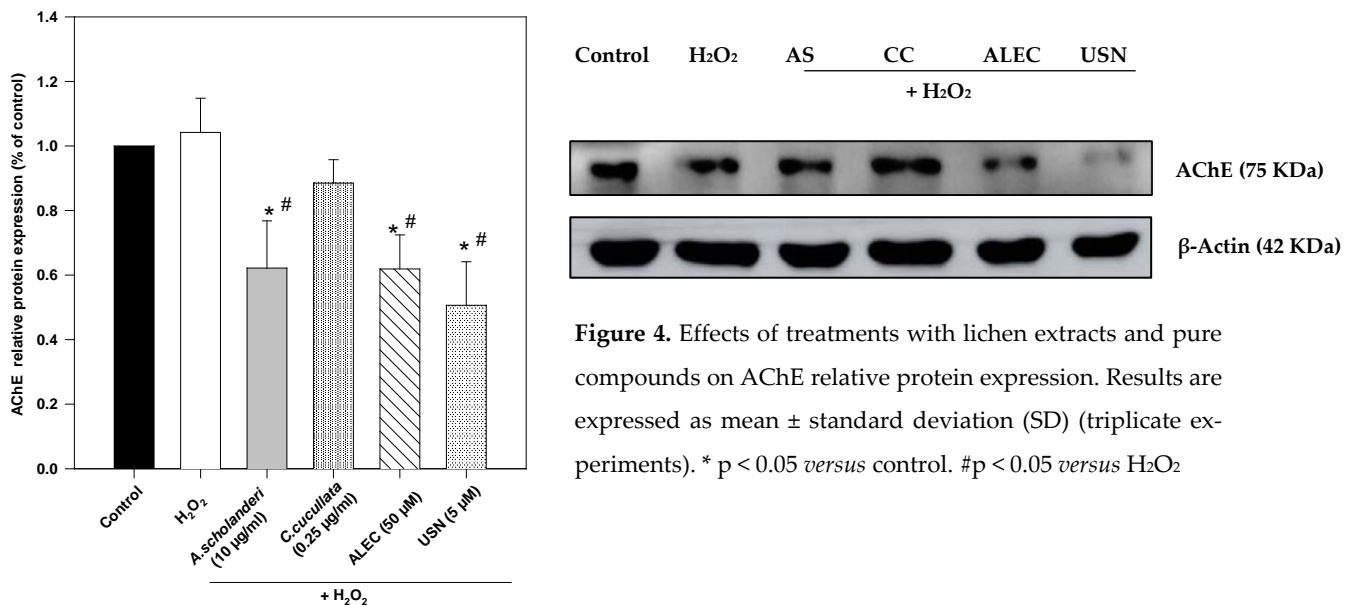 AChE relative protein expression (% of control)
1.4
1.2
1.0
0.8
0.6
0.4
0.2
0.0
* #
* #
* #
Control
H₂O₂
A.scholanderi
(10 µg/ml)
C.cucullata
(0.25 µg/ml)
ALEC (50 µM)
USN (5 µM)
+ H₂O₂
Control H₂O₂ AS CC ALEC USN
+ H₂O₂
AChE (75 KDa)
β-Actin (42 KDa)
Figure 4. Effects of treatments with lichen extracts and pure
compounds on AChE relative protein expression. Results are
expressed as mean ± standard deviation (SD) (triplicate ex-
periments). * p < 0.05 versus control. #p < 0.05 versus H₂O₂